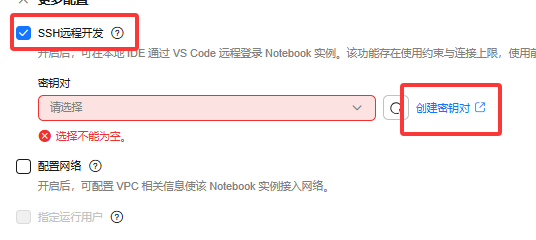 更多配置
SSH远程开发
开启后，可在本地 IDE 通过 VS Code 远程登录 Notebook 实例。该功能存在使用约束与连接上限，使用前
密钥对
请选择
创建密钥对
选择不能为空。
配置网络
开启后，可配置 VPC 相关信息使该 Notebook 实例接入网络。
指定运行用户